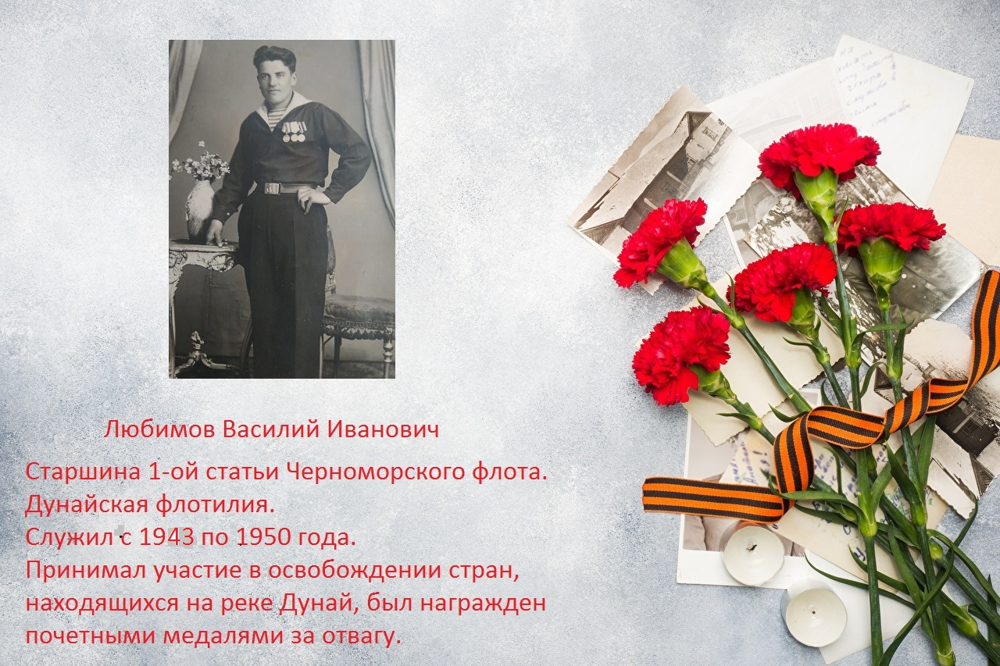 Любимов Василий Иванович
Старшина 1-ой статьи Черноморского флота.
Дунайская флотилия.
Служил с 1943 по 1950 года.
Принимал участие в освобождении стран,
находящихся на реке Дунай, был награжден
почетными медалями за отвагу.